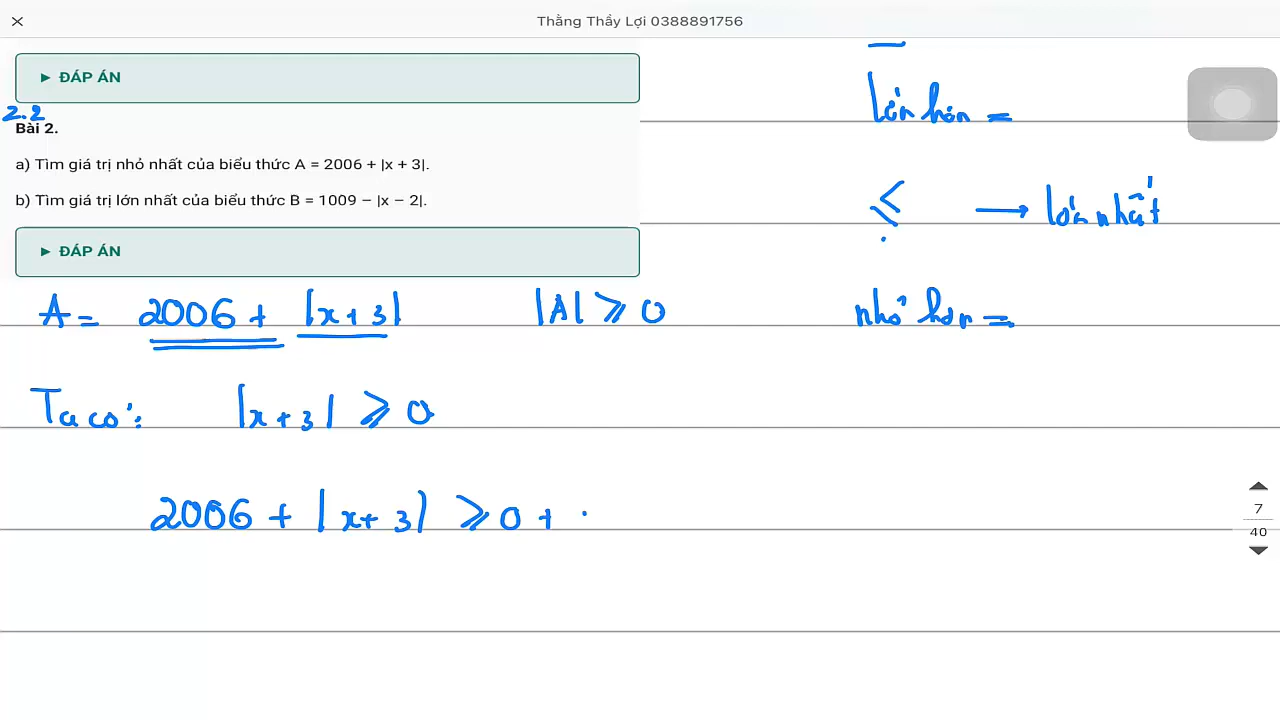 Thằng Thầy Lợi 0388891756
► ĐÁP ÁN
2.2
Bài 2.
a) Tìm giá trị nhỏ nhất của biểu thức A = 2006 + |x + 3|.
b) Tìm giá trị lớn nhất của biểu thức B = 1009 − |x − 2|.
► ĐÁP ÁN
lớn hơn =
≤ → lớn nhất
nhỏ hơn =
A = 2006 + |x+3| |A| ⩾ 0
Ta có: |x+3| ⩾ 0
2006 + |x+3| ⩾ 0 +
7
40